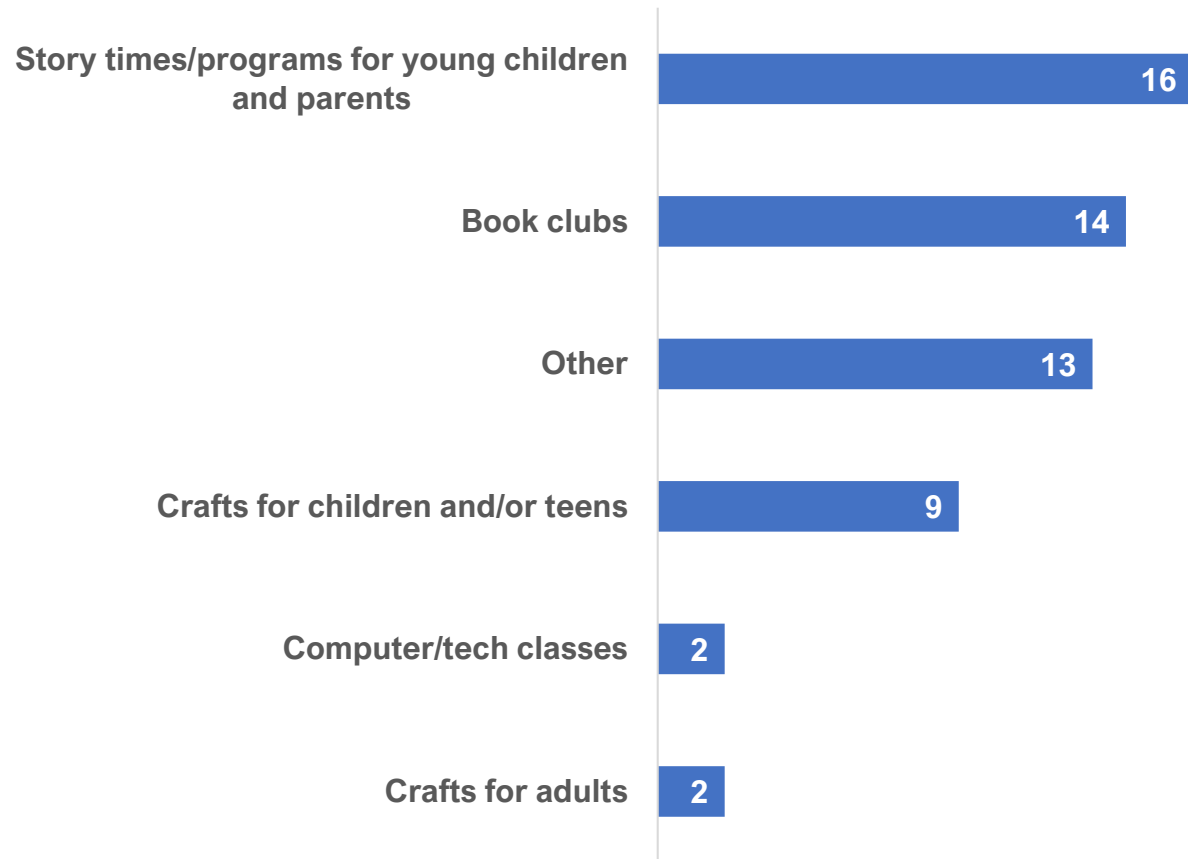 Story times/programs for young children
and parents
16
Book clubs
14
Other
13
Crafts for children and/or teens
9
Computer/tech classes
2
Crafts for adults
2